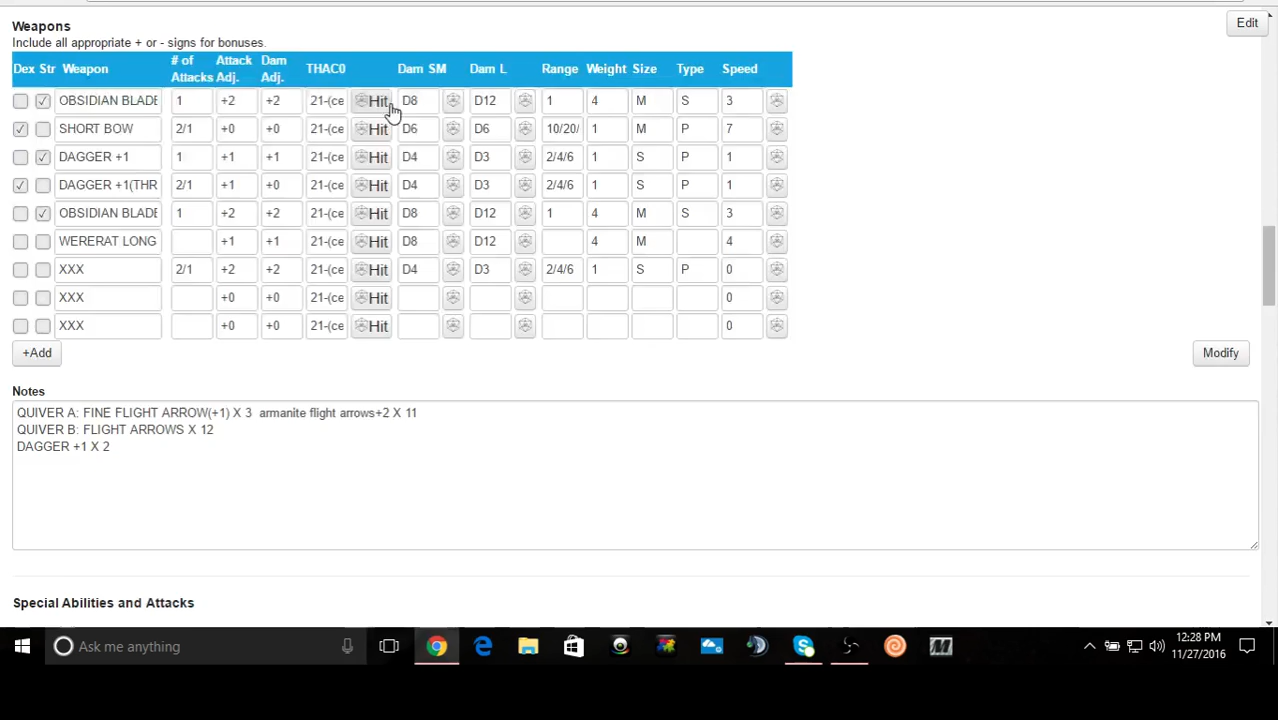 Weapons
Edit
Include all appropriate + or - signs for bonuses.
Dex Str Weapon # of Attacks Attack Adj. Dam Adj. THAC0 Dam SM Dam L Range Weight Size Type Speed
OBSIDIAN BLADE 1 +2 +2 21-(ce Hit D8 D12 1 4 M S 3
SHORT BOW 2/1 +0 +0 21-(ce Hit D6 D6 10/20/ 1 M P 7
DAGGER +1 1 +1 +1 21-(ce Hit D4 D3 2/4/6 1 S P 1
DAGGER +1(THR 2/1 +1 +1 21-(ce Hit D4 D3 2/4/6 1 S P 1
OBSIDIAN BLADE 1 +2 +2 21-(ce Hit D8 D12 1 4 M S 3
WERERAT LONG +1 +1 21-(ce Hit D8 D12 4 M 4
XXX 2/1 +2 +2 21-(ce Hit D4 D3 2/4/6 1 S P 0
XXX +0 +0 21-(ce Hit 0
XXX +0 +0 21-(ce Hit 0
+Add
Modify
Notes
QUIVER A: FINE FLIGHT ARROW(+1) X 3 armanite flight arrows+2 X 11
QUIVER B: FLIGHT ARROWS X 12
DAGGER +1 X 2
Special Abilities and Attacks
Ask me anything
12:28 PM
11/27/2016